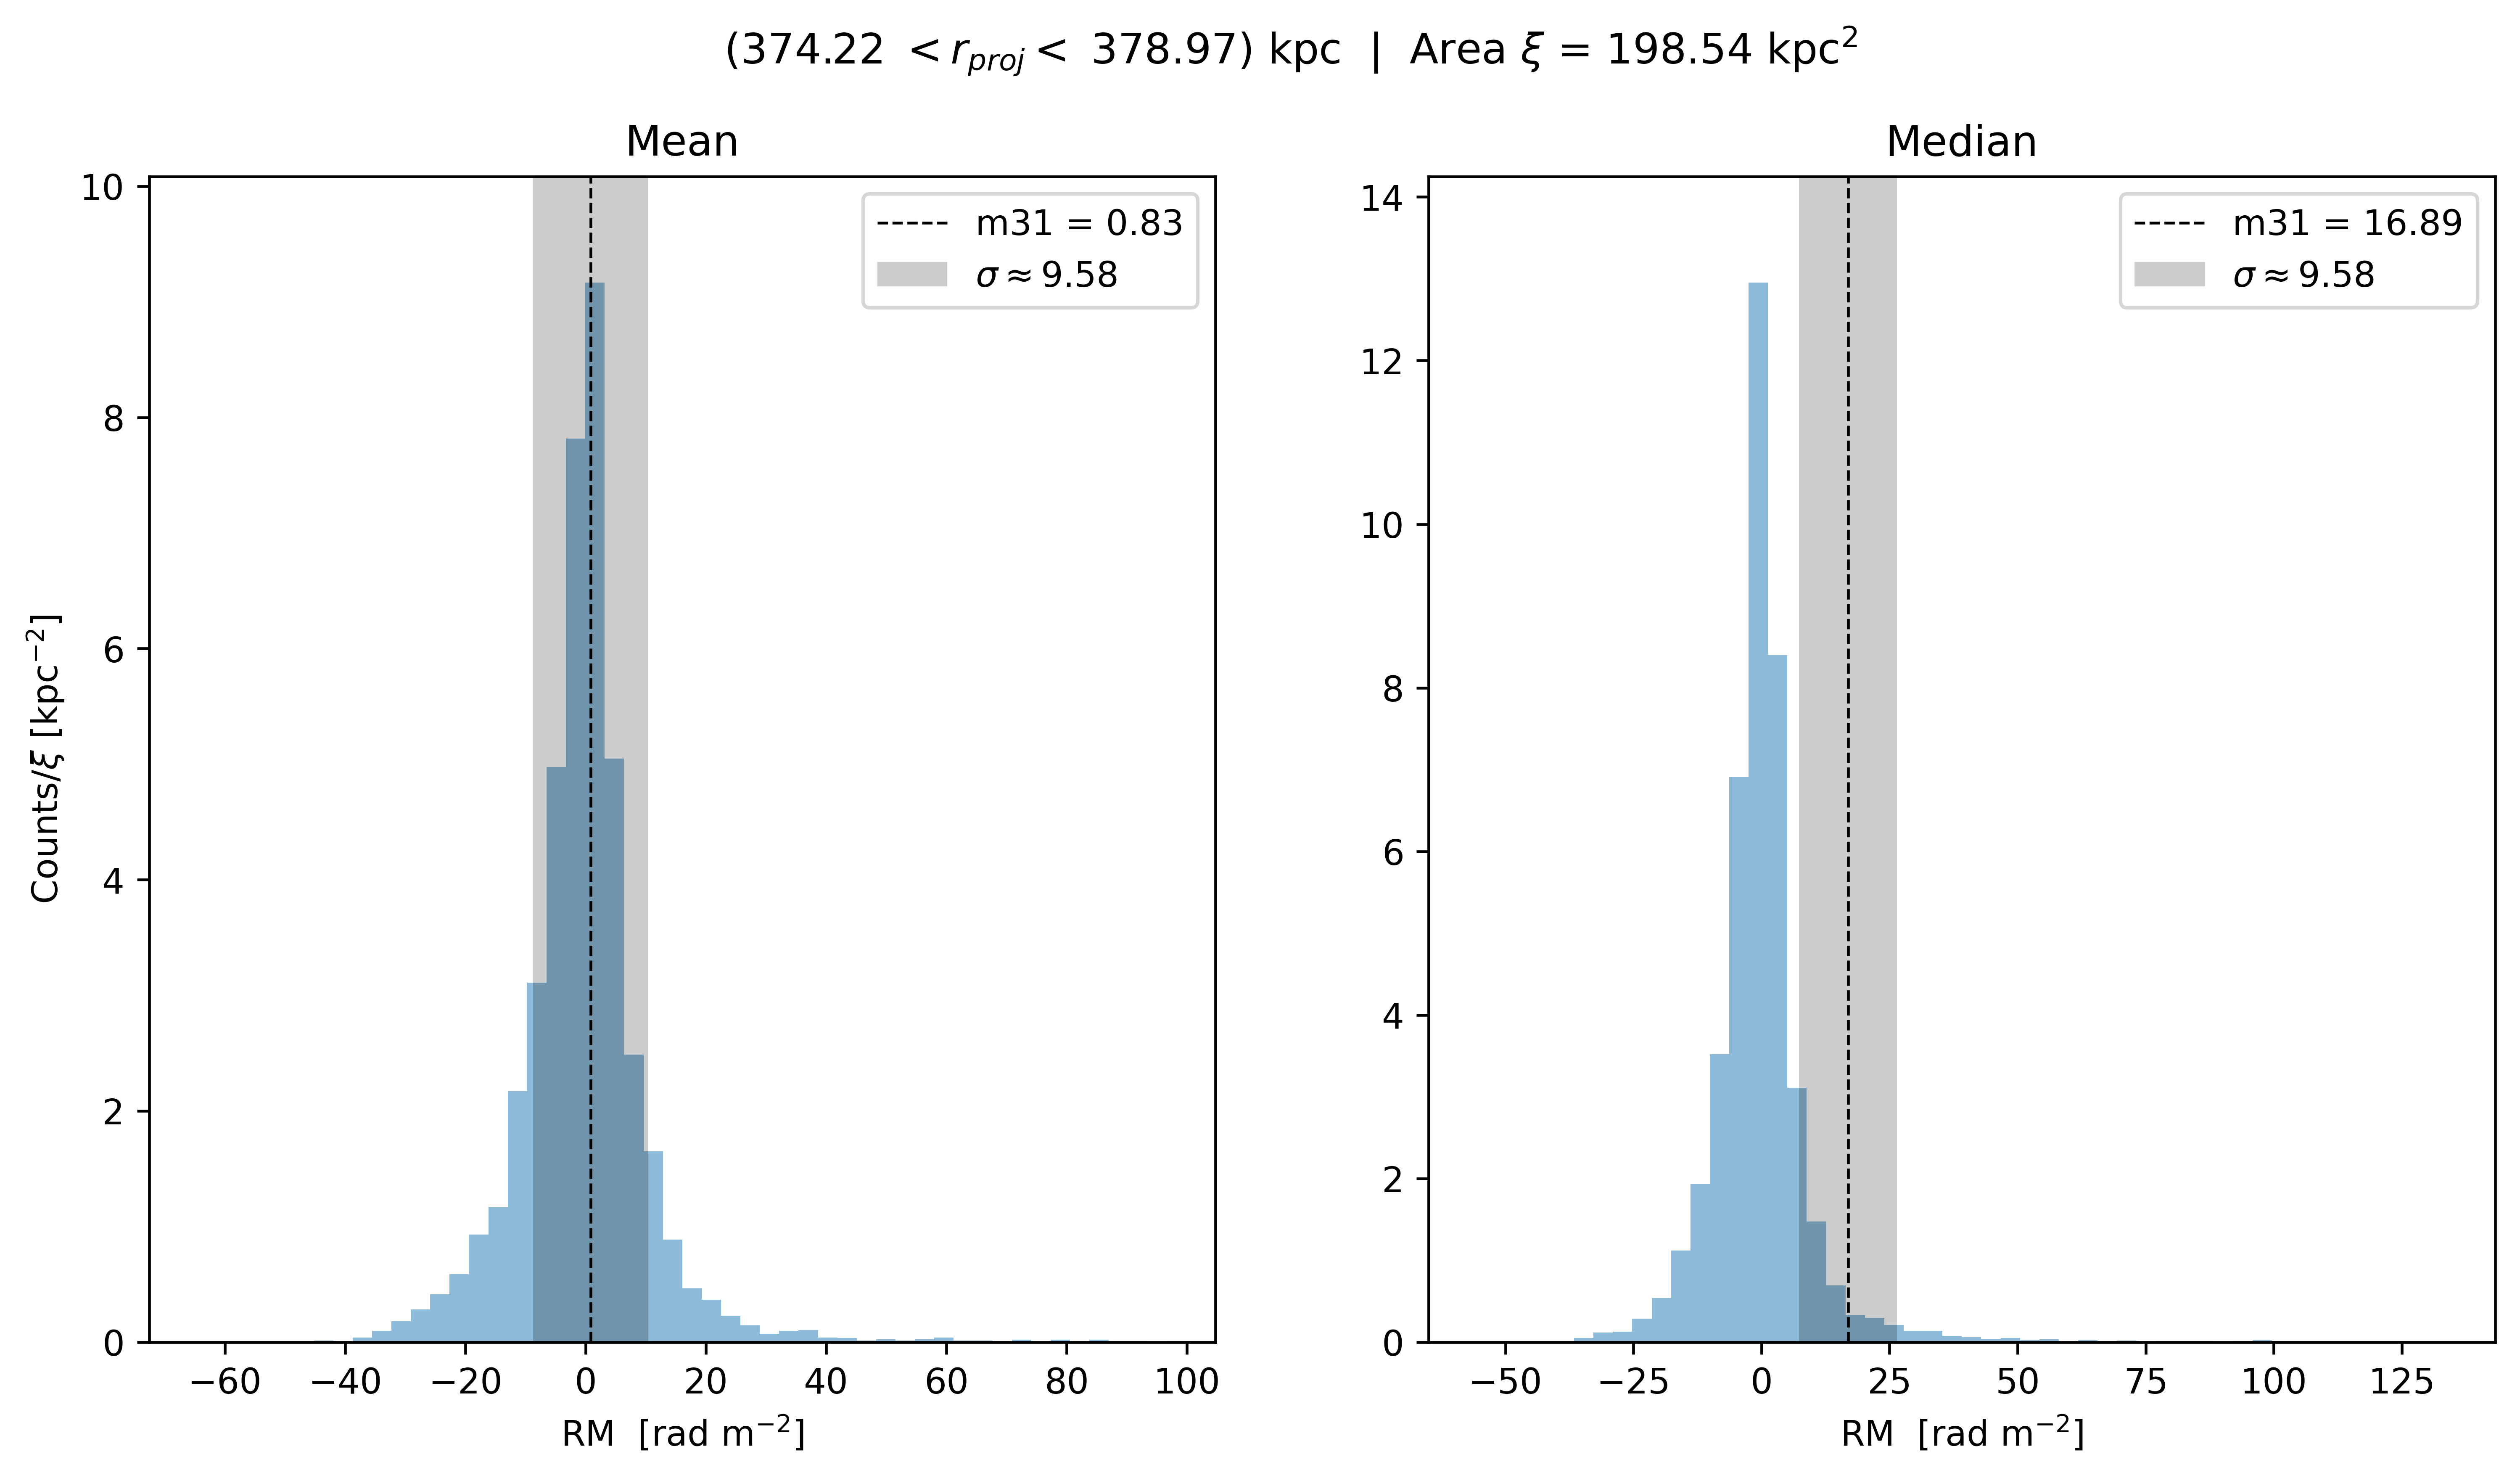 (374.22 < r_proj < 378.97) kpc | Area ξ = 198.54 kpc²
Mean
10
8
6
4
2
0
Counts/ξ [kpc⁻²]
m31 = 0.83
σ ≈ 9.58
−60 −40 −20 0 20 40 60 80 100
RM [rad m⁻²]
Median
14
12
10
8
6
4
2
0
m31 = 16.89
σ ≈ 9.58
−50 −25 0 25 50 75 100 125
RM [rad m⁻²]